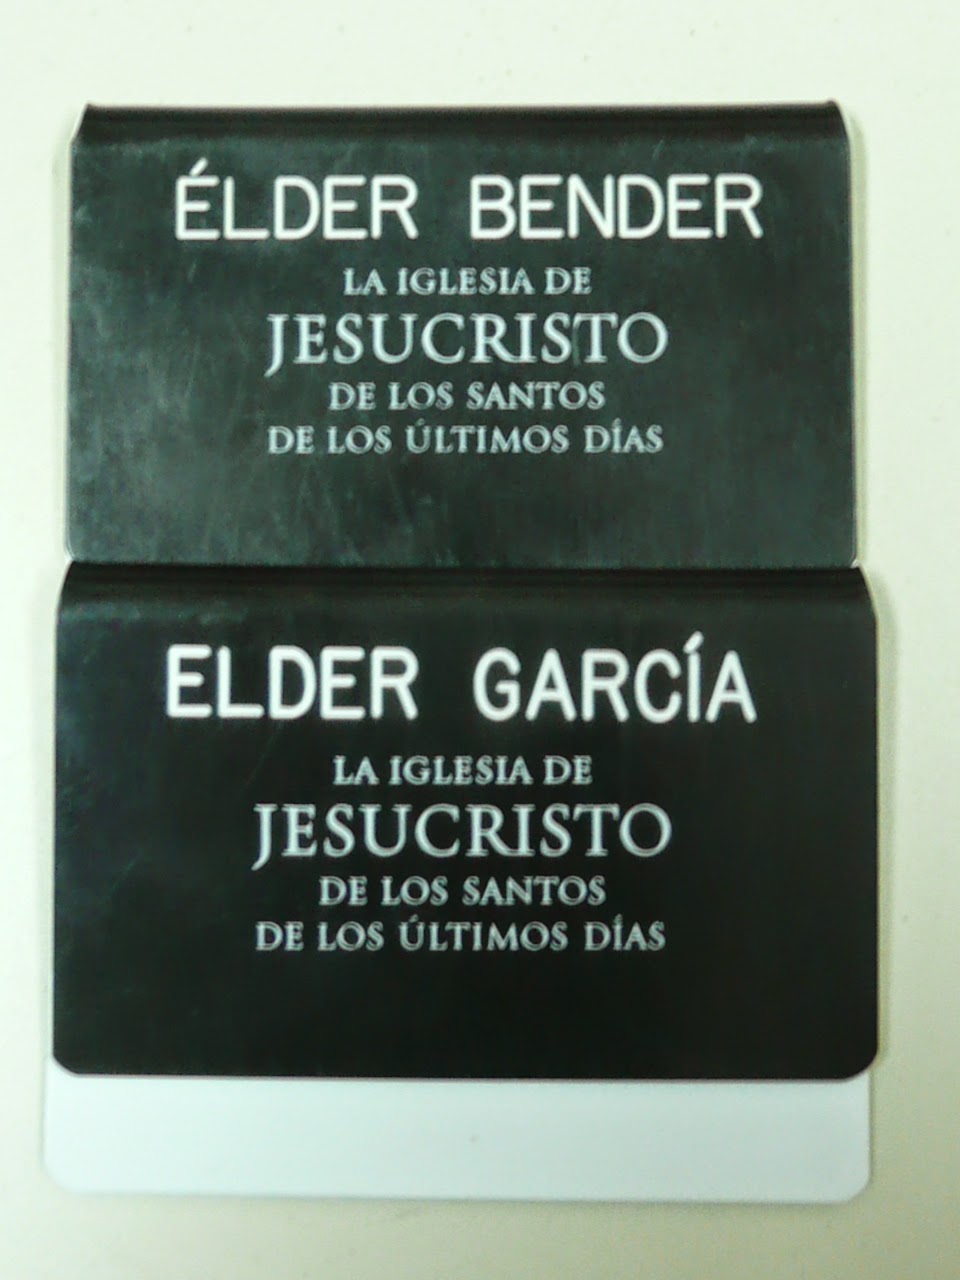 ÉLDER BENDER
LA IGLESIA DE
JESUCRISTO
DE LOS SANTOS
DE LOS ÚLTIMOS DÍAS
ELDER GARCÍA
LA IGLESIA DE
JESUCRISTO
DE LOS SANTOS
DE LOS ÚLTIMOS DÍAS